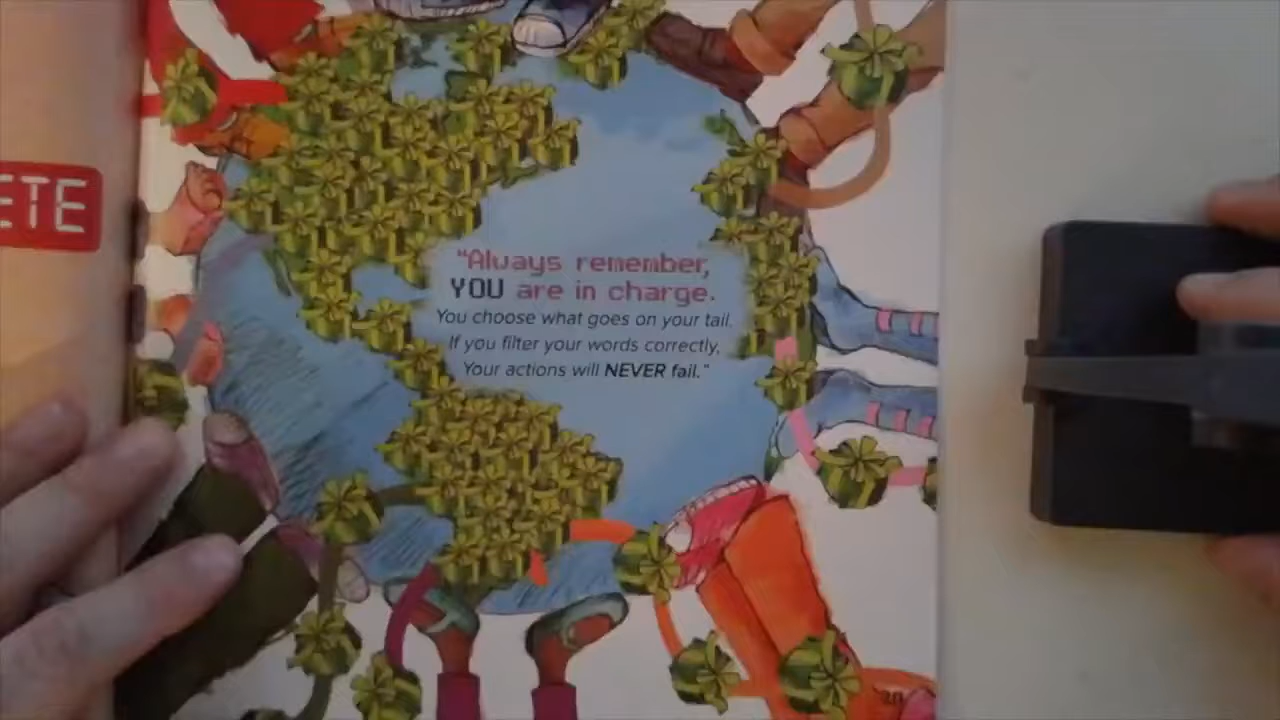 ETE
"Always remember,
YOU are in charge.
You choose what goes on your tail.
If you filter your words correctly,
Your actions will NEVER fail."